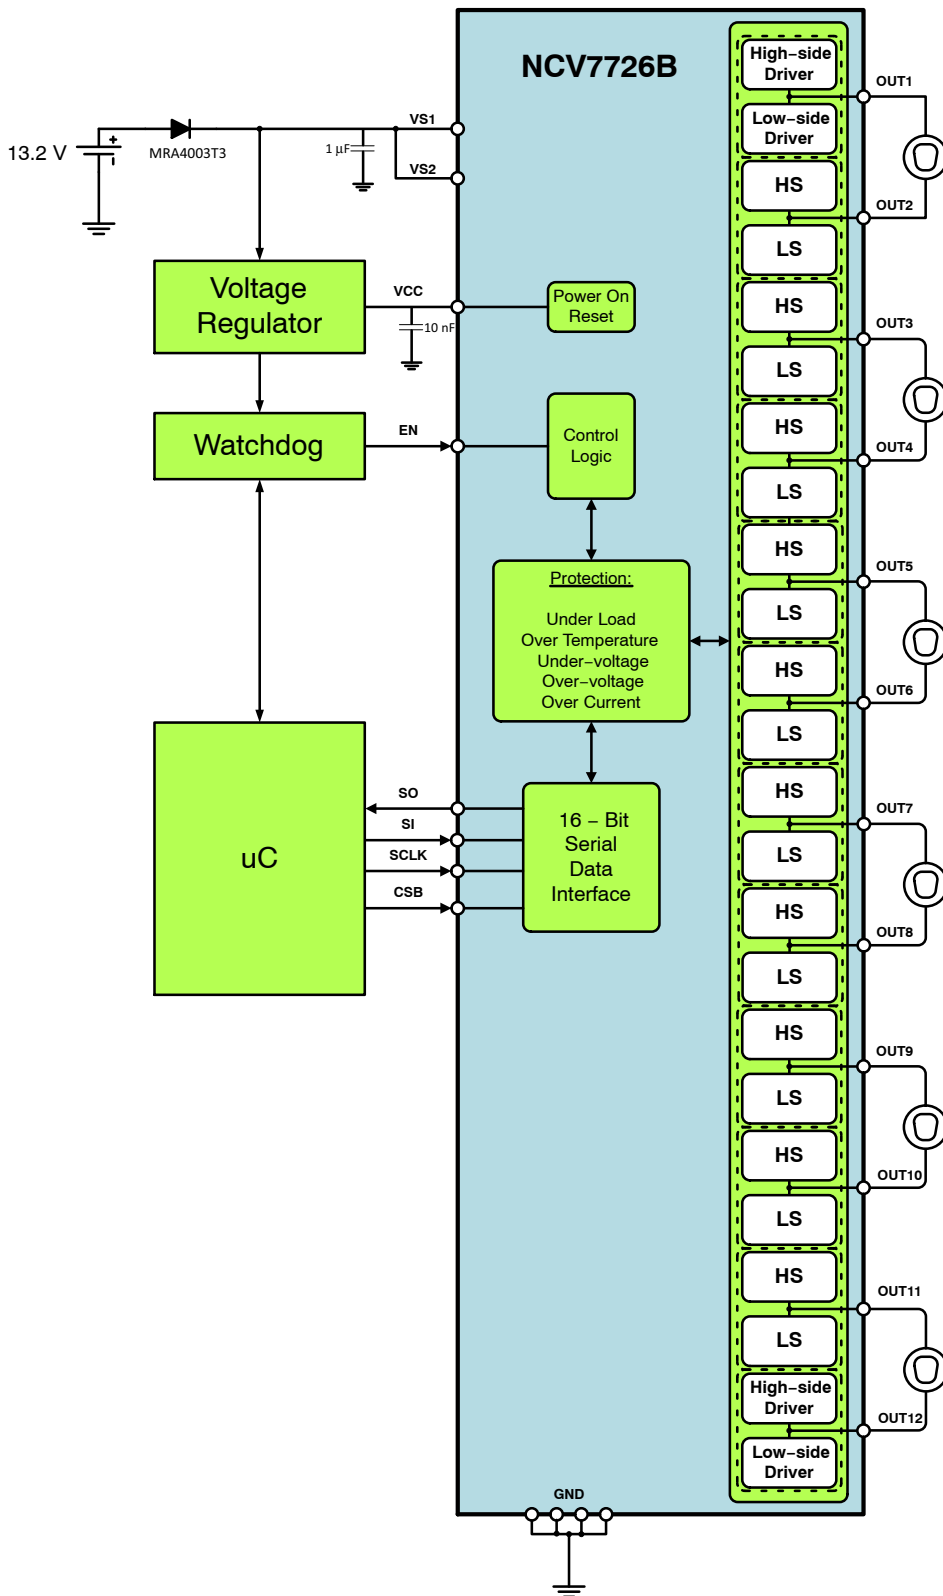 NCV7726B
High-side
Driver
OUT1
Low-side
Driver
13.2 V
+
-
MRA4003T3
1 µF
VS1
VS2
HS
OUT2
LS
Voltage
Regulator
VCC
10 nF
Power On
Reset
HS
OUT3
LS
Watchdog
EN
Control
Logic
HS
OUT4
LS
HS
OUT5
Protection:
Under Load
Over Temperature
Under-voltage
Over-voltage
Over Current
LS
HS
OUT6
LS
uC
SO
SI
SCLK
CSB
16 – Bit
Serial
Data
Interface
HS
OUT7
LS
HS
OUT8
LS
HS
OUT9
LS
HS
OUT10
LS
HS
OUT11
LS
High-side
Driver
OUT12
Low-side
Driver
GND